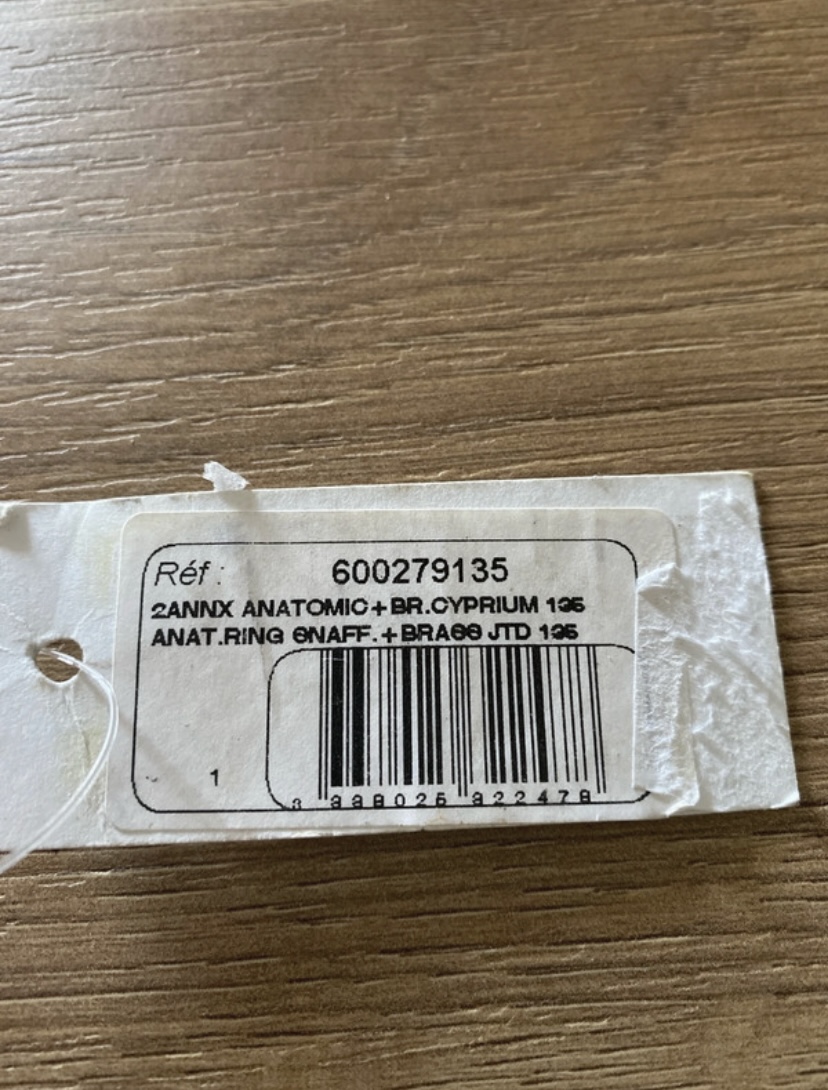 Réf : 600279135
2ANNX ANATOMIC+BR.CYPRIUM 135
ANAT.RING SNAFF.+BRASS JTD 135
1
3 338025 322478